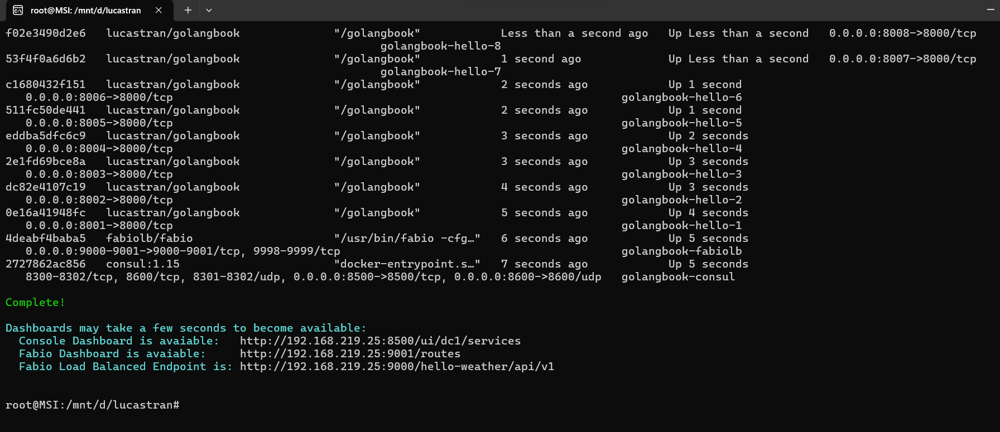 root@MSI: /mnt/d/lucastran
f02e3490d2e6   lucastran/golangbook              "/golangbook"            Less than a second ago   Up Less than a second   0.0.0.0:8008->8000/tcp
golangbook-hello-8
53f4f0a6d6b2   lucastran/golangbook              "/golangbook"            1 second ago             Up Less than a second   0.0.0.0:8007->8000/tcp
golangbook-hello-7
c1680432f151   lucastran/golangbook              "/golangbook"            2 seconds ago            Up 1 second
0.0.0.0:8006->8000/tcp                                                                   golangbook-hello-6
511fc50de441   lucastran/golangbook              "/golangbook"            2 seconds ago            Up 1 second
0.0.0.0:8005->8000/tcp                                                                   golangbook-hello-5
eddba5dfc6c9   lucastran/golangbook              "/golangbook"            3 seconds ago            Up 2 seconds
0.0.0.0:8004->8000/tcp                                                                   golangbook-hello-4
2e1fd69bce8a   lucastran/golangbook              "/golangbook"            3 seconds ago            Up 3 seconds
0.0.0.0:8003->8000/tcp                                                                   golangbook-hello-3
dc82e4107c19   lucastran/golangbook              "/golangbook"            4 seconds ago            Up 3 seconds
0.0.0.0:8002->8000/tcp                                                                   golangbook-hello-2
0e16a41948fc   lucastran/golangbook              "/golangbook"            5 seconds ago            Up 4 seconds
0.0.0.0:8001->8000/tcp                                                                   golangbook-hello-1
4deabf4baba5   fabiolb/fabio                     "/usr/bin/fabio -cfg…"   6 seconds ago            Up 5 seconds
0.0.0.0:9000-9001->9000-9001/tcp, 9998-9999/tcp                                          golangbook-fabiolb
2727862ac856   consul:1.15                       "docker-entrypoint.s…"   7 seconds ago            Up 5 seconds
8300-8302/tcp, 8600/tcp, 8301-8302/udp, 0.0.0.0:8500->8500/tcp, 0.0.0.0:8600->8600/udp   golangbook-consul
Complete!
Dashboards may take a few seconds to become available:
Console Dashboard is avaiable:   http://192.168.219.25:8500/ui/dc1/services
Fabio Dashboard is avaiable:     http://192.168.219.25:9001/routes
Fabio Load Balanced Endpoint is: http://192.168.219.25:9000/hello-weather/api/v1
root@MSI:/mnt/d/lucastran#